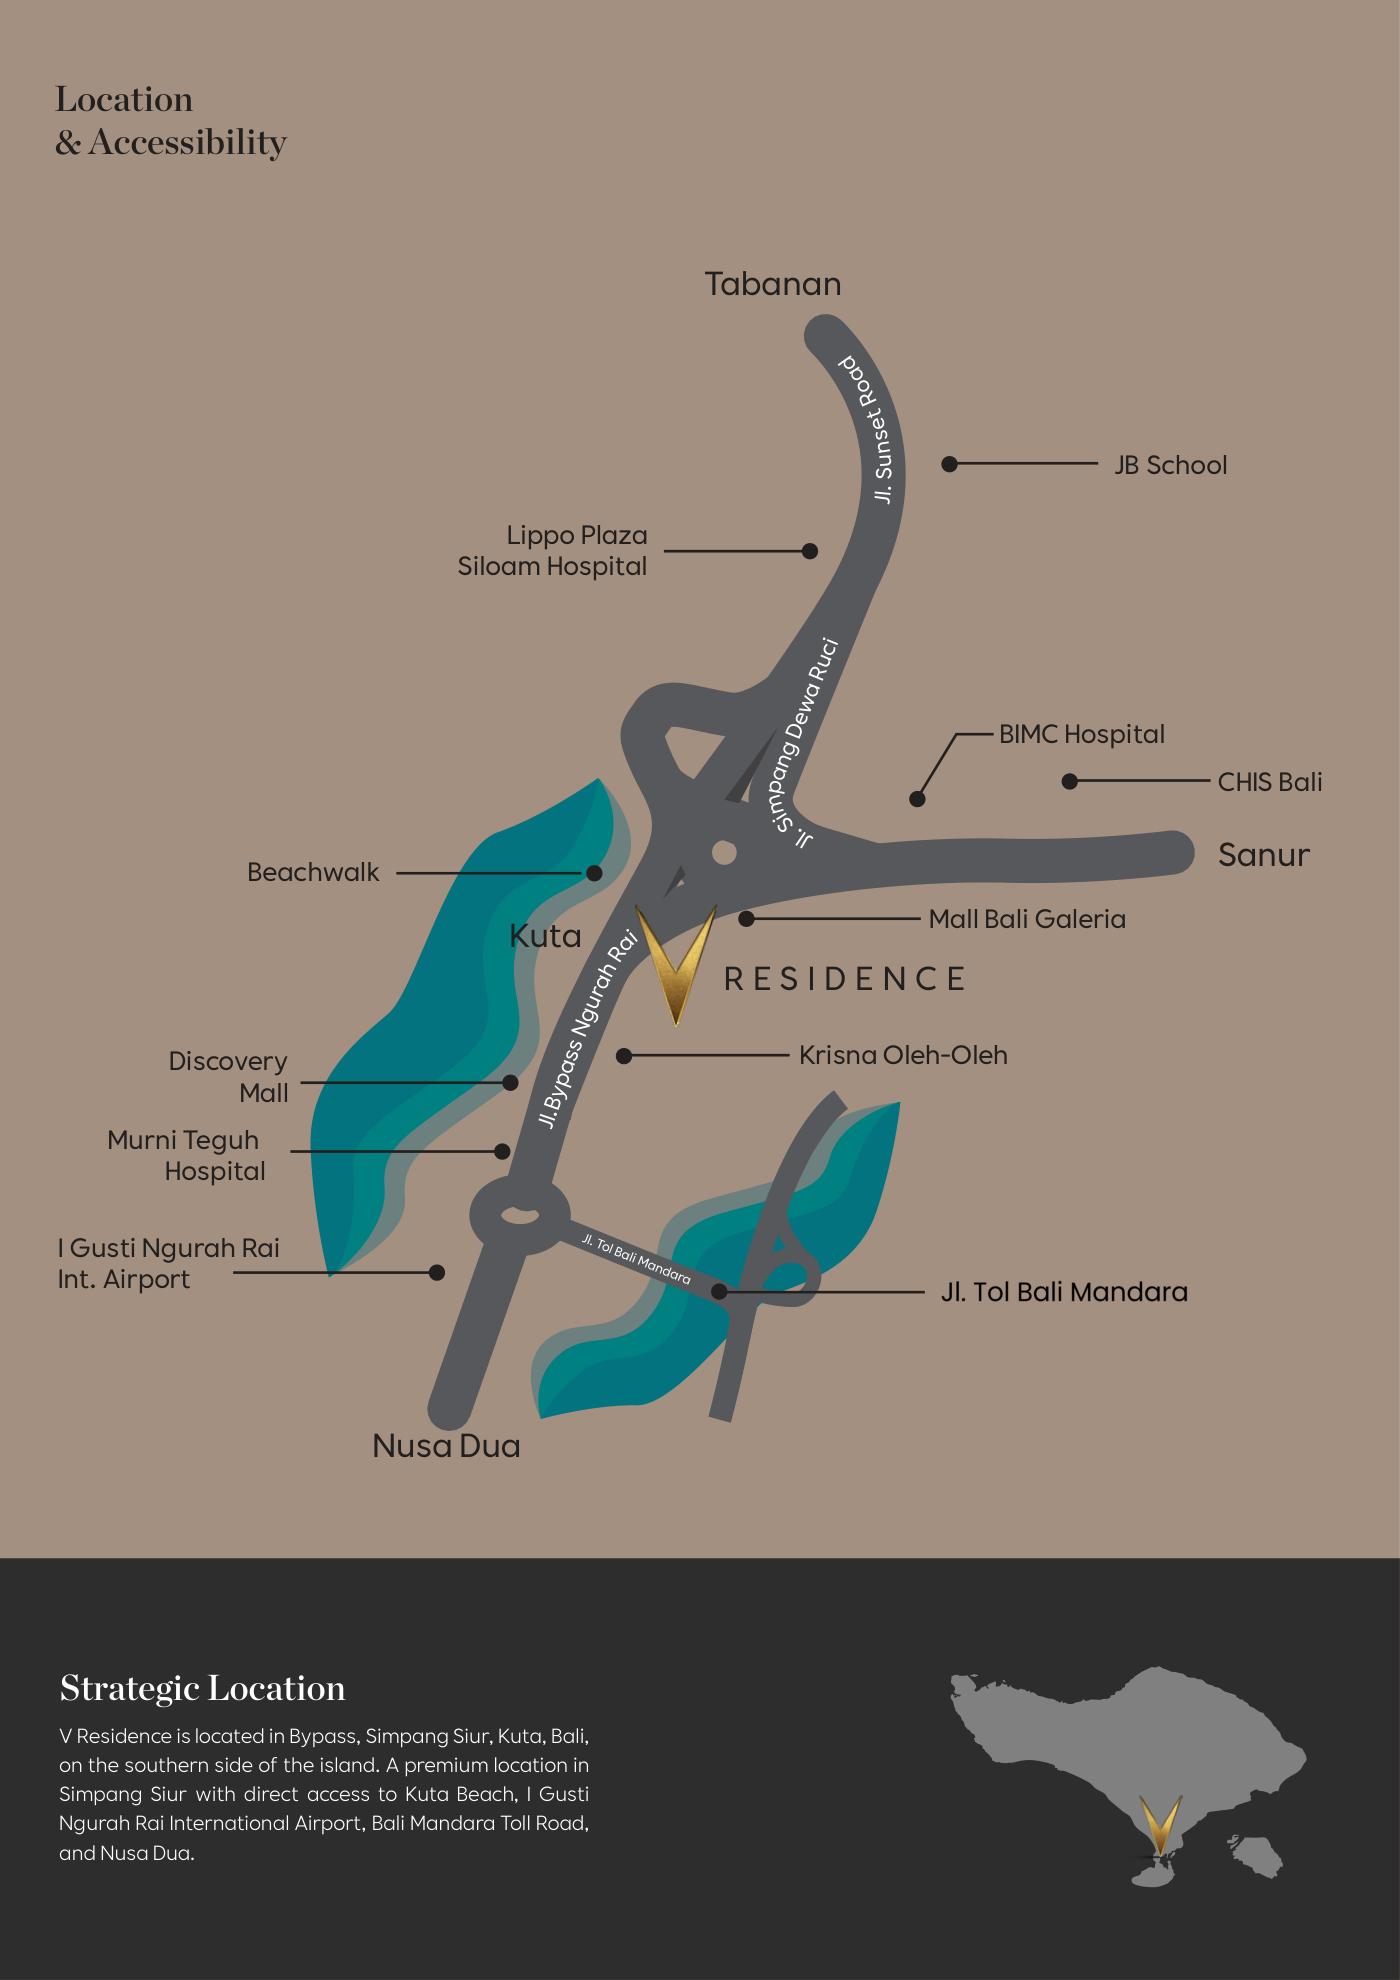 Location
& Accessibility
Tabanan
Jl. Sunset Road
JB School
Lippo Plaza
Siloam Hospital
Jl. Simpang Dewa Ruci
BIMC Hospital
CHIS Bali
Sanur
Beachwalk
Kuta
Mall Bali Galeria
V RESIDENCE
Jl.Bypass Ngurah Rai
Krisna Oleh-Oleh
Discovery
Mall
Murni Teguh
Hospital
I Gusti Ngurah Rai
Int. Airport
Jl. Tol Bali Mandara
Jl. Tol Bali Mandara
Nusa Dua
Strategic Location
V Residence is located in Bypass, Simpang Siur, Kuta, Bali,
on the southern side of the island. A premium location in
Simpang Siur with direct access to Kuta Beach, I Gusti
Ngurah Rai International Airport, Bali Mandara Toll Road,
and Nusa Dua.
V